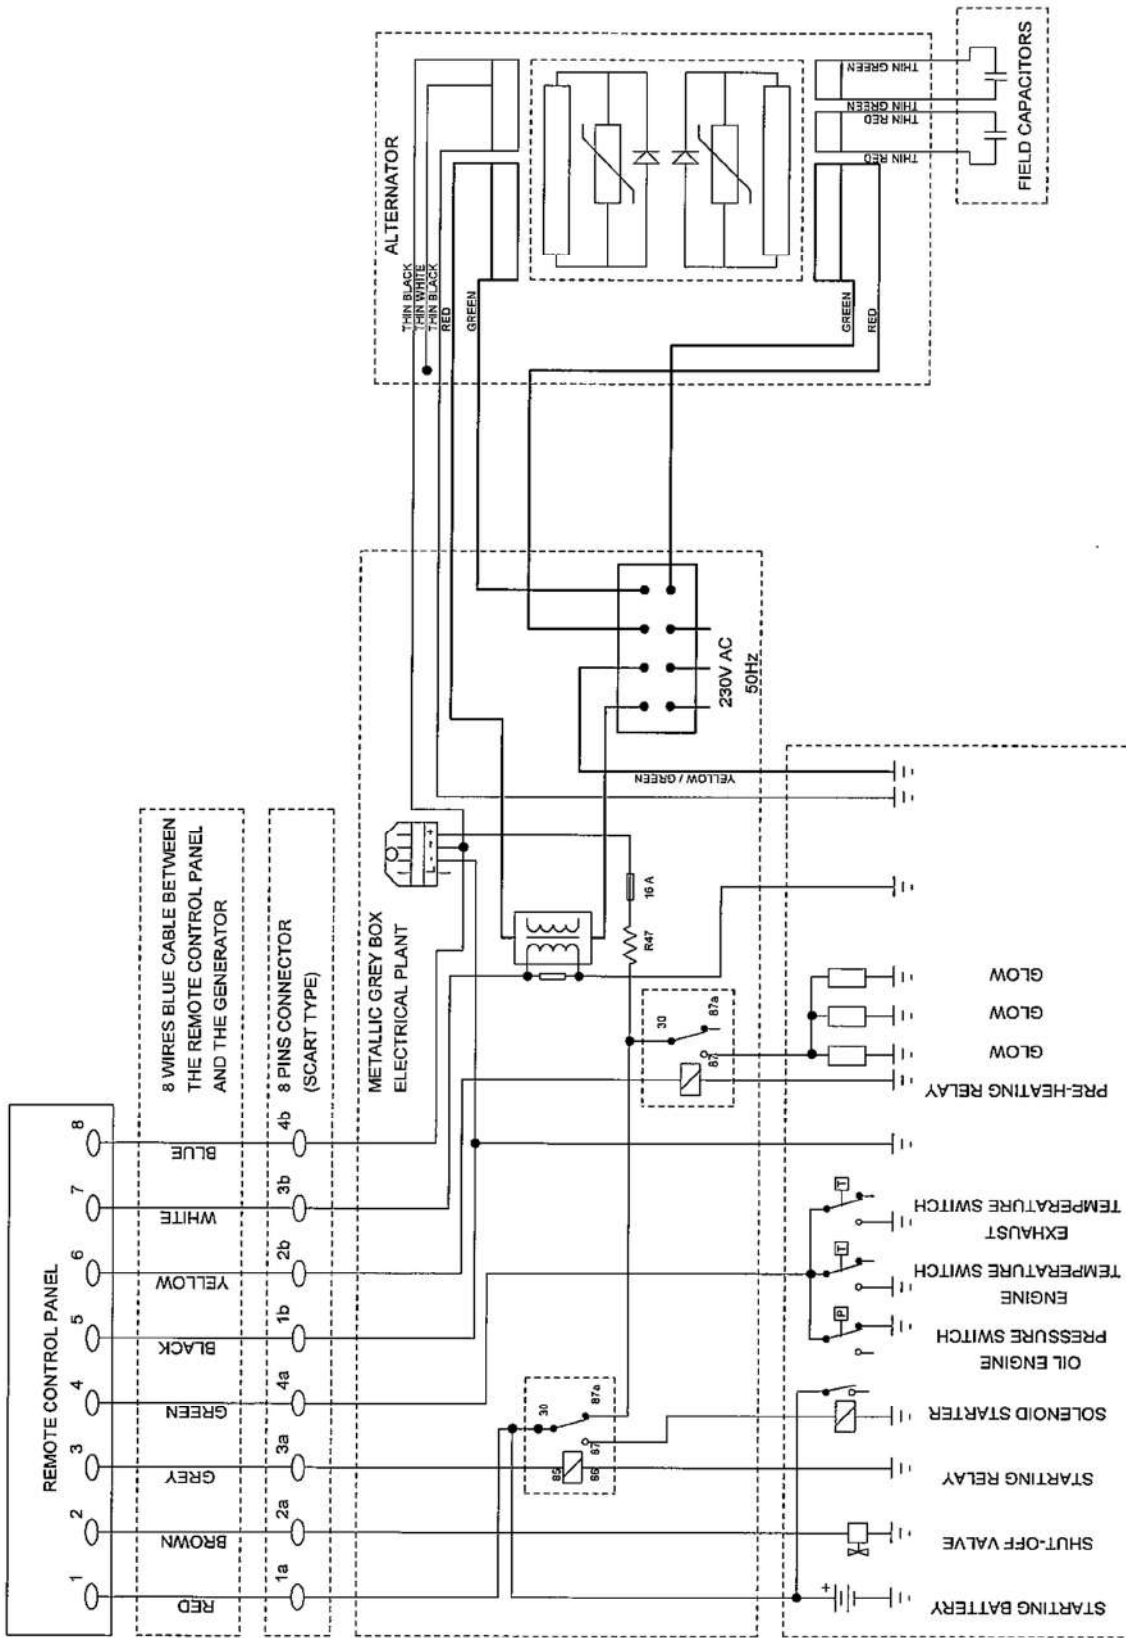 REMOTE CONTROL PANEL
1
2
3
4
5
6
7
8
RED
BROWN
GREY
GREEN
BLACK
YELLOW
WHITE
BLUE
8 WIRES BLUE CABLE BETWEEN
THE REMOTE CONTROL PANEL
AND THE GENERATOR
1a
2a
3a
4a
1b
2b
3b
4b
8 PINS CONNECTOR
(SCART TYPE)
METALLIC GREY BOX
ELECTRICAL PLANT
L - ~ +
30
87a
87
85
86
30
87a
87
R47
16 A
YELLOW / GREEN
230V AC
50Hz
ALTERNATOR
THIN BLACK
THIN WHITE
THIN BLACK
RED
GREEN
GREEN
RED
THIN RED
THIN RED
THIN GREEN
THIN GREEN
FIELD CAPACITORS
+
P
T
T
STARTING BATTERY
SHUT-OFF VALVE
STARTING RELAY
SOLENOID STARTER
OIL ENGINE
PRESSURE SWITCH
ENGINE
TEMPERATURE SWITCH
EXHAUST
TEMPERATURE SWITCH
PRE-HEATING RELAY
GLOW
GLOW
GLOW